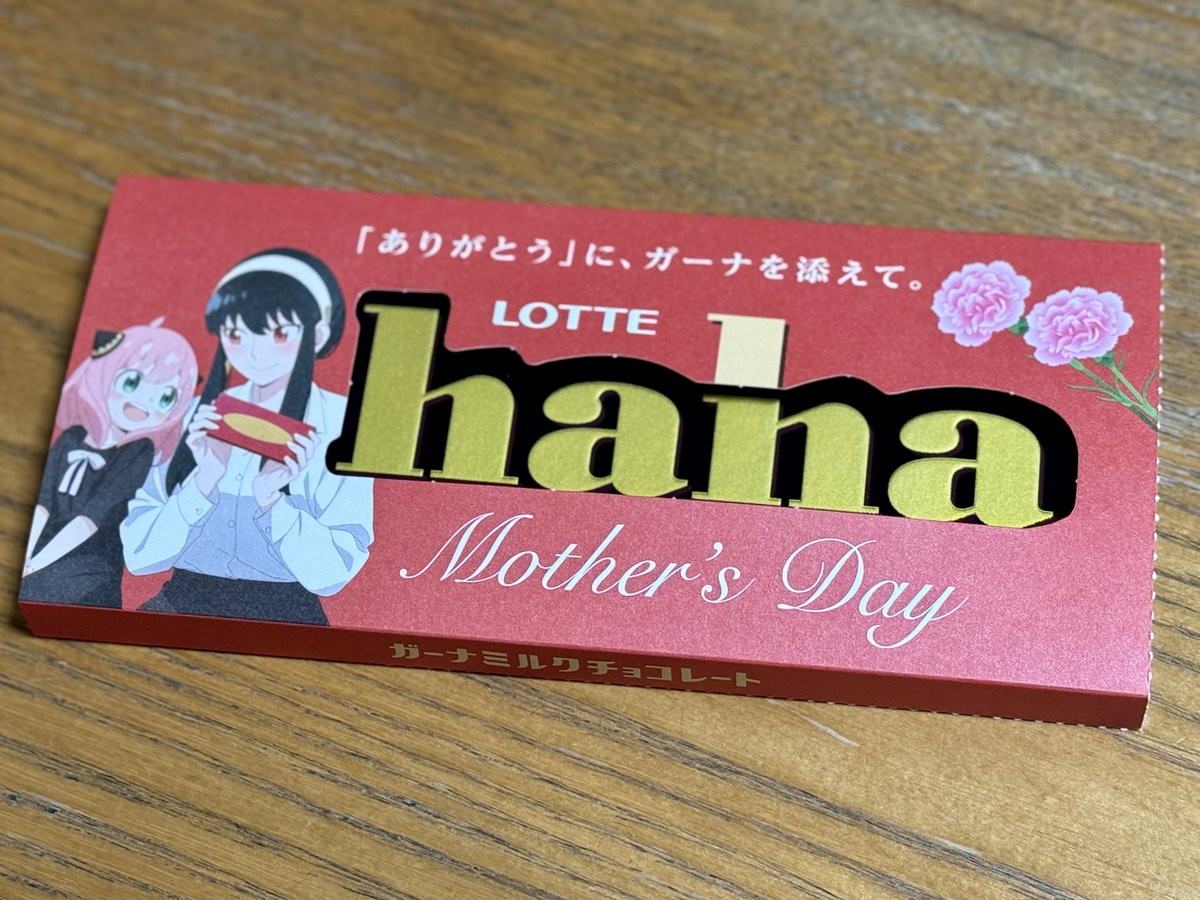 「ありがとう」に、ガーナを添えて。
LOTTE
hana
Mother's Day
ガーナミルクチョコレート